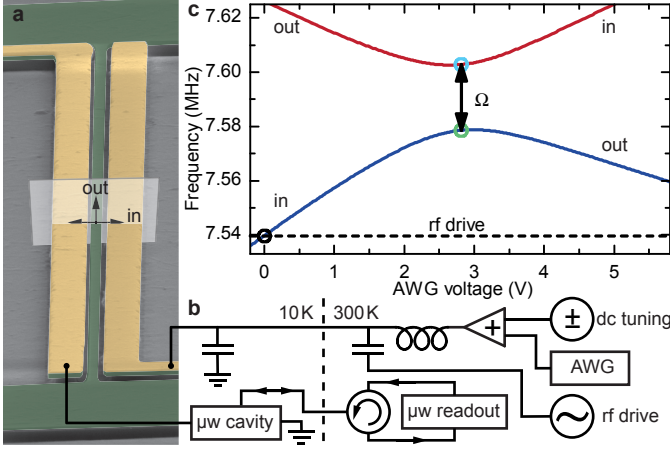 a
out
in
c
7.62
7.60
7.58
7.56
7.54
Frequency (MHz)
out
in
Ω
out
in
rf drive
0
1
2
3
4
5
AWG voltage (V)
b
10K
300K
+
±
dc tuning
AWG
µw cavity
µw readout
~
rf drive